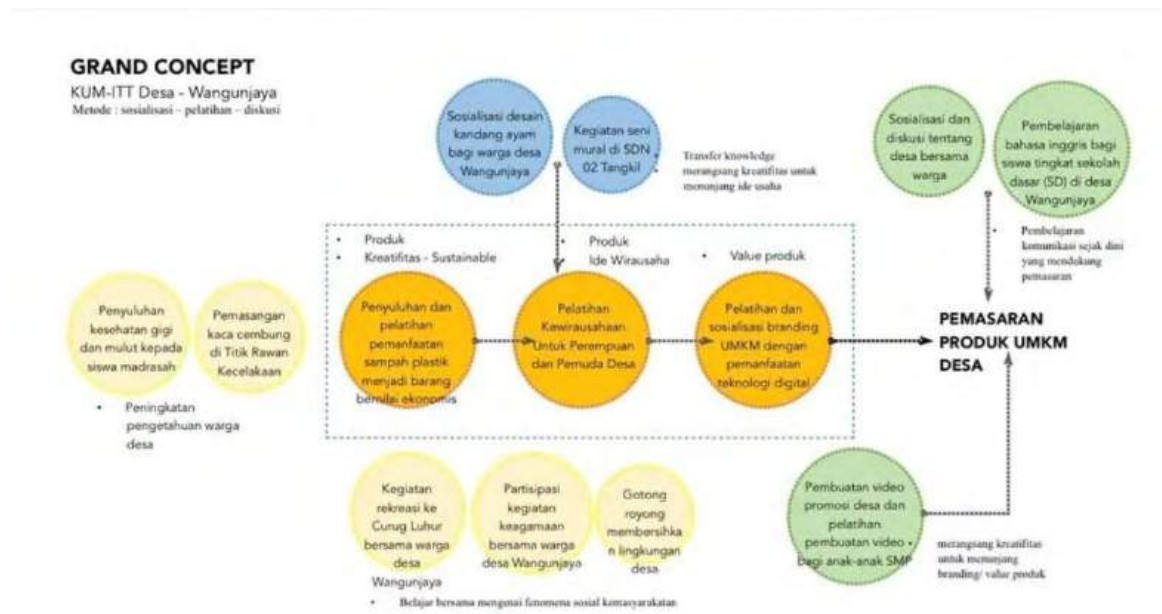 GRAND CONCEPT
KUM-ITT Desa - Wangunjaya
Metode : sosialisasi – pelatihan – diskusi
Sosialisasi desain
kandang ayam
bagi warga desa
Wangunjaya
Kegiatan seni
mural di SDN
02 Tangkil
• Transfer knowledge
merangsang kreatifitas untuk
menunjang ide usaha
Sosialisasi dan
diskusi tentang
desa bersama
warga
Pembelajaran
bahasa inggris bagi
siswa tingkat sekolah
dasar (SD) di desa
Wangunjaya
• Pembelajaran
komunikasi sejak dini
yang mendukung
pemasaran
• Produk
• Kreatifitas - Sustainable
• Produk
Ide Wirausaha
• Value produk
Penyuluhan
kesehatan gigi
dan mulut kepada
siswa madrasah
Pemasangan
kaca cembung
di Titik Rawan
Kecelakaan
• Peningkatan
pengetahuan warga
desa
Penyuluhan dan
pelatihan
pemanfaatan
sampah plastik
menjadi barang
bernilai ekonomis
Pelatihan
Kewirausahaan
Untuk Perempuan
dan Pemuda Desa
Pelatihan dan
sosialisasi branding
UMKM dengan
pemanfaatan
teknologi digital
PEMASARAN
PRODUK UMKM
DESA
Kegiatan
rekreasi ke
Curug Luhur
bersama warga
desa
Wangunjaya
Partisipasi
kegiatan
keagamaan
bersama warga
desa Wangunjaya
Gotong
royong
membersihka
n lingkungan
desa
• Belajar bersama mengenai fenomena sosial kemasyarakatan
Pembuatan video
promosi desa dan
pelatihan
pembuatan video
bagi anak-anak SMP
• merangsang kreatifitas
untuk menunjang
branding/ value produk